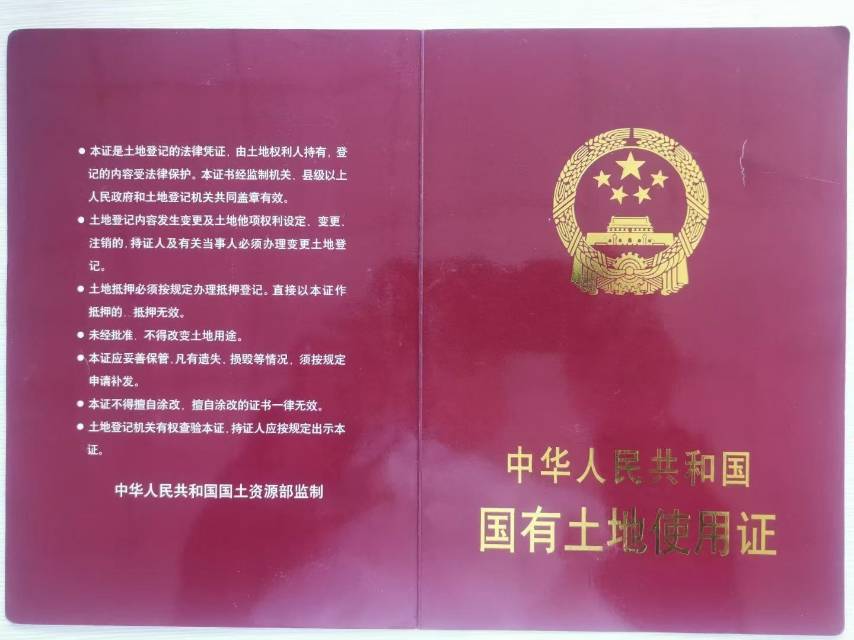 ● 本证是土地登记的法律凭证，由土地权利人持有，登
记的内容受法律保护。本证书经监制机关、县级以上
人民政府和土地登记机关共同盖章有效。
● 土地登记内容发生变更及土地他项权利设定、变更、
注销的，持证人及有关当事人必须办理变更土地登
记。
● 土地抵押必须按规定办理抵押登记。直接以本证作
抵押的，抵押无效。
● 未经批准，不得改变土地用途。
● 本证应妥善保管，凡有遗失、损毁等情况，须按规定
申请补发。
● 本证不得擅自涂改，擅自涂改的证书一律无效。
● 土地登记机关有权查验本证，持证人应按规定出示本
证。
中华人民共和国国土资源部监制
中华人民共和国
国有土地使用证